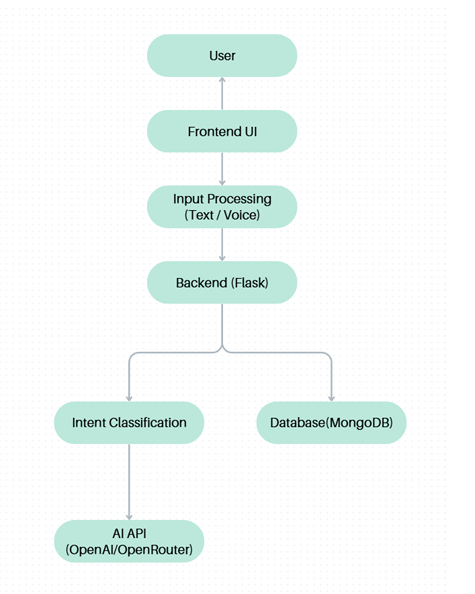 User
Frontend UI
Input Processing
(Text / Voice)
Backend (Flask)
Intent Classification
Database(MongoDB)
AI API
(OpenAI/OpenRouter)